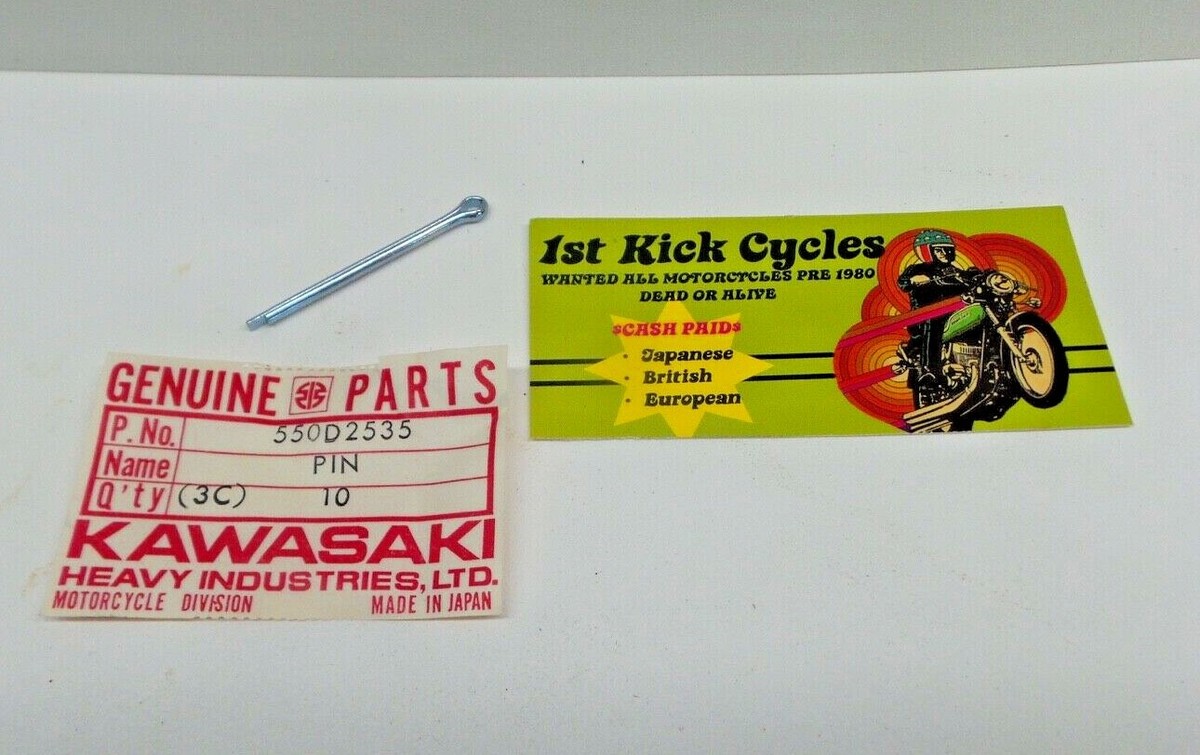 GENUINE PARTS
P. No. 550D2535
Name PIN
Q'ty (3C) 10
KAWASAKI
HEAVY INDUSTRIES, LTD.
MOTORCYCLE DIVISION MADE IN JAPAN
1st Kick Cycles
WANTED ALL MOTORCYCLES PRE 1980
DEAD OR ALIVE
$CASH PAID$
· Japanese
· British
· European